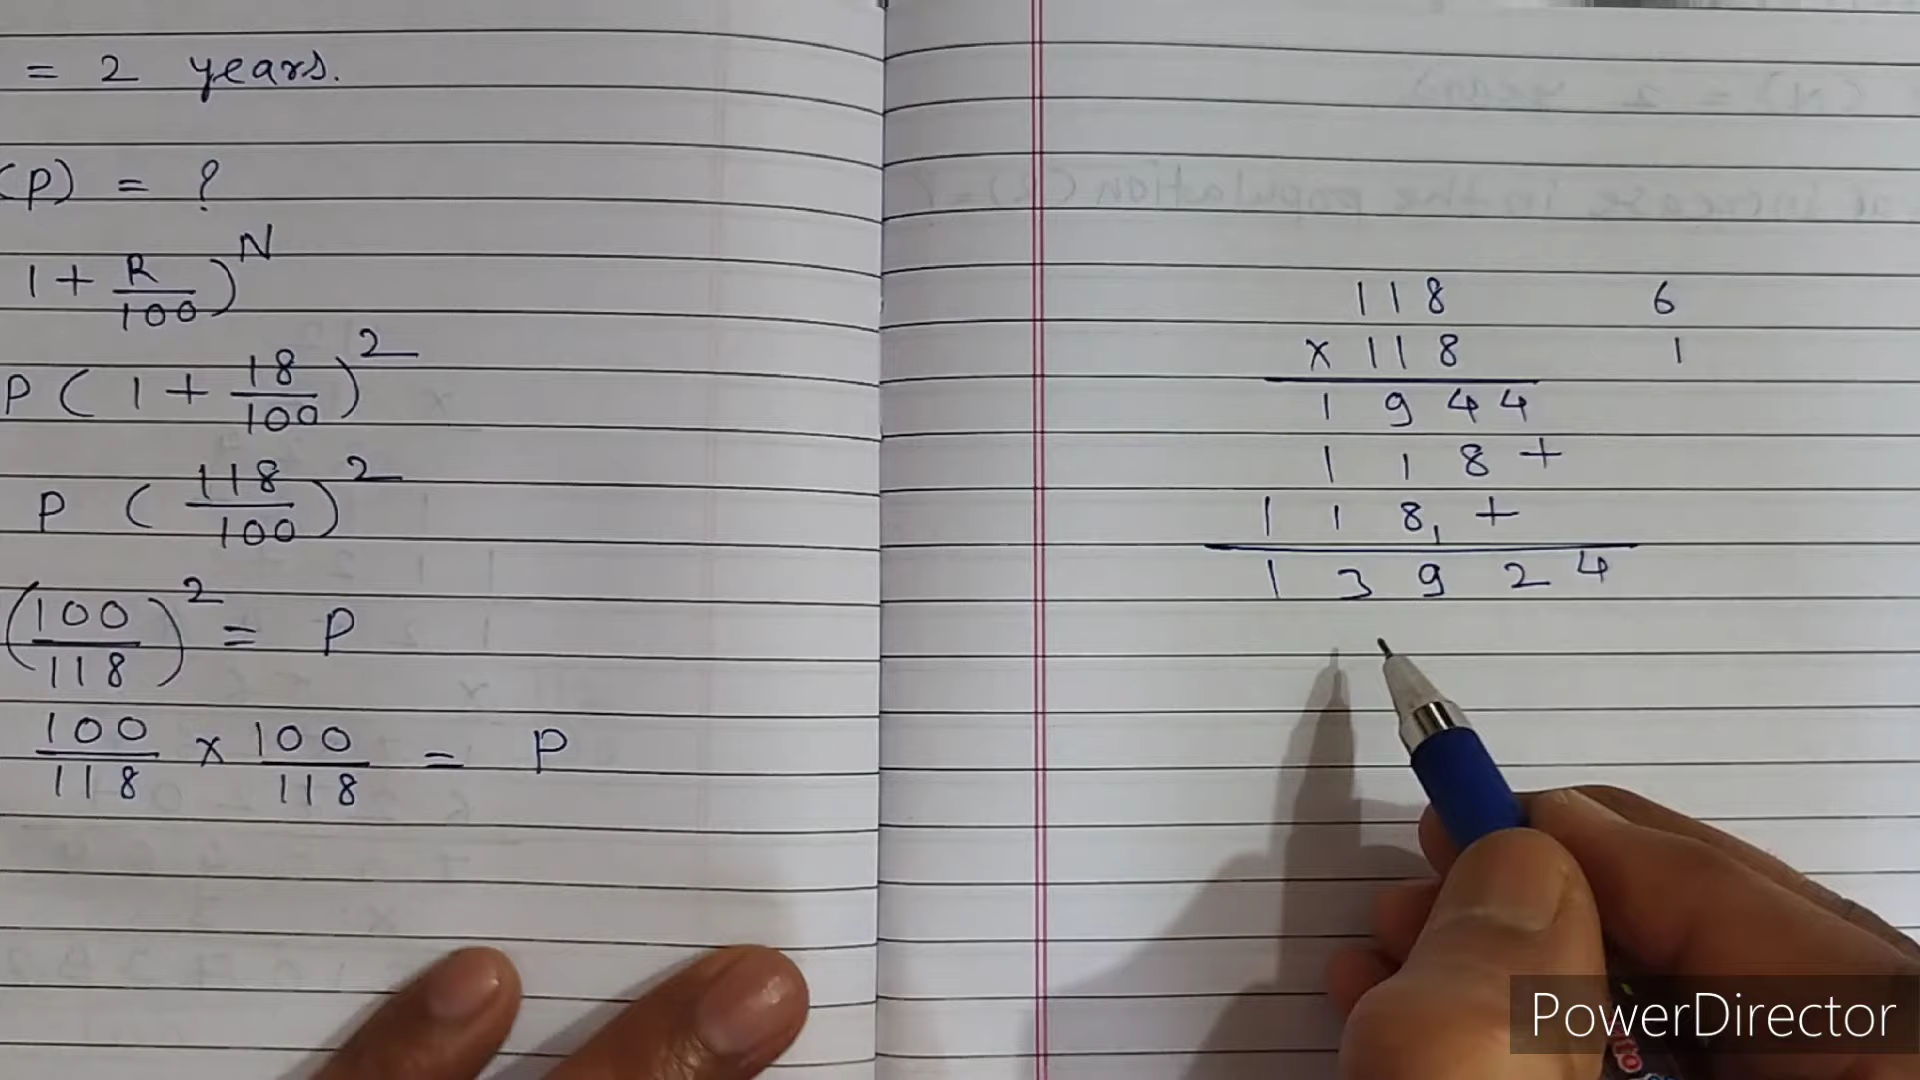 = 2 years.
(P) = ?
1 + R/100 )^N
P ( 1 + 18/100 )^2
P ( 118/100 )^2
(100/118)^2 = P
100/118 x 100/118 = P
118 6
x 118 1
1 9 4 4
1 1 8 +
1 1 8, +
1 3 9 2 4
PowerDirector